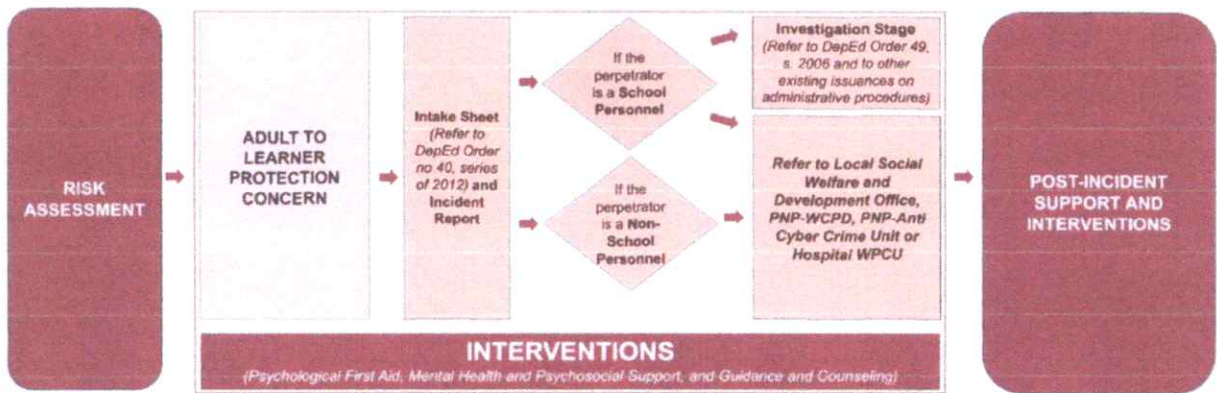 RISK
ASSESSMENT
ADULT TO
LEARNER
PROTECTION
CONCERN
Intake Sheet
(Refer to
DepEd Order
no 40, series
of 2012) and
Incident
Report
If the
perpetrator
is a School
Personnel
If the
perpetrator
is a Non-
School
Personnel
Investigation Stage
(Refer to DepEd Order 49,
s. 2006 and to other
existing issuances on
administrative procedures)
Refer to Local Social
Welfare and
Development Office,
PNP-WCPD, PNP-Anti
Cyber Crime Unit or
Hospital WPCU
POST-INCIDENT
SUPPORT AND
INTERVENTIONS
INTERVENTIONS
(Psychological First Aid, Mental Health and Psychosocial Support, and Guidance and Counseling)